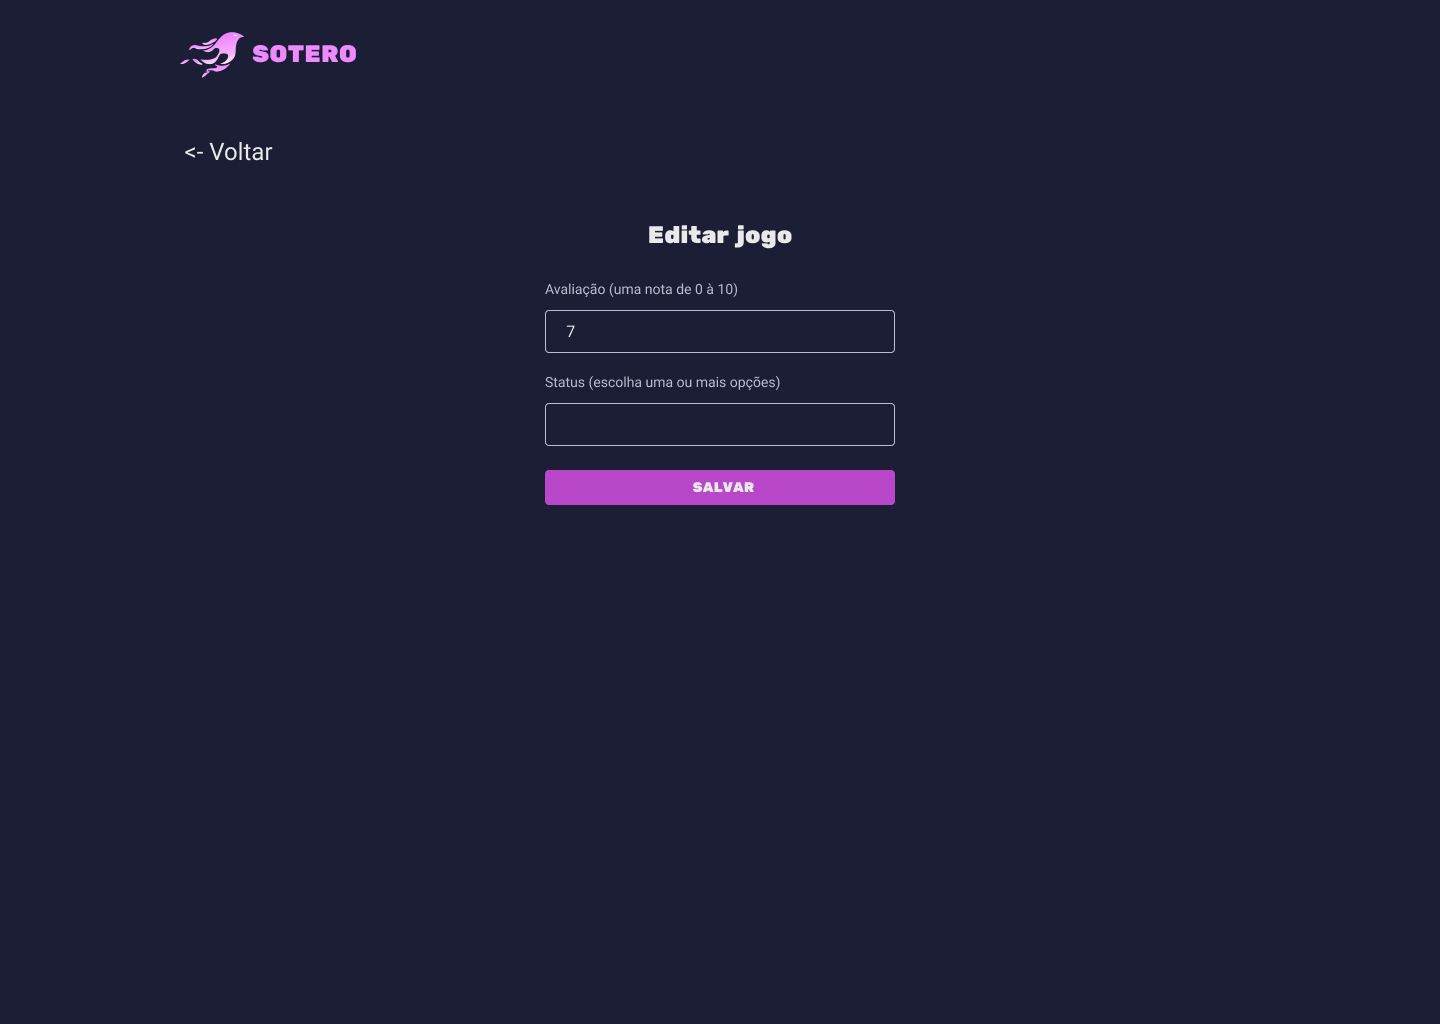 SOTERO
<- Voltar
Editar jogo
Avaliação (uma nota de 0 à 10)
7
Status (escolha uma ou mais opções)
SALVAR